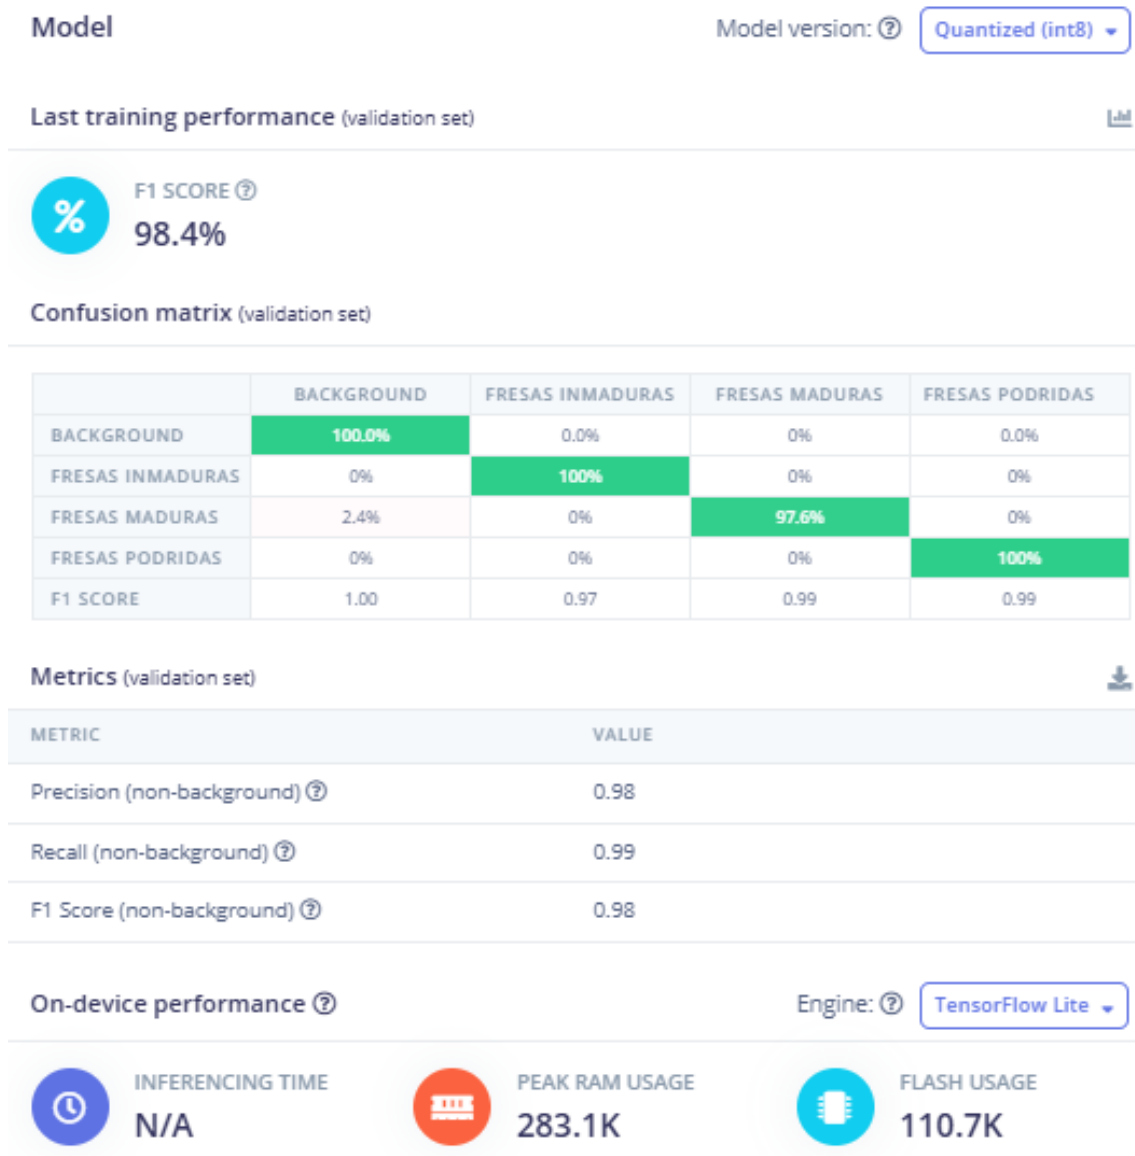 Model Model version: Quantized (int8)
Last training performance (validation set)
% F1 SCORE
98.4%
Confusion matrix (validation set)
BACKGROUND FRESAS INMADURAS FRESAS MADURAS FRESAS PODRIDAS
BACKGROUND 100.0% 0.0% 0% 0.0%
FRESAS INMADURAS 0% 100% 0% 0%
FRESAS MADURAS 2.4% 0% 97.6% 0%
FRESAS PODRIDAS 0% 0% 0% 100%
F1 SCORE 1.00 0.97 0.99 0.99
Metrics (validation set)
METRIC VALUE
Precision (non-background) 0.98
Recall (non-background) 0.99
F1 Score (non-background) 0.98
On-device performance Engine: TensorFlow Lite
INFERENCING TIME PEAK RAM USAGE FLASH USAGE
N/A 283.1K 110.7K